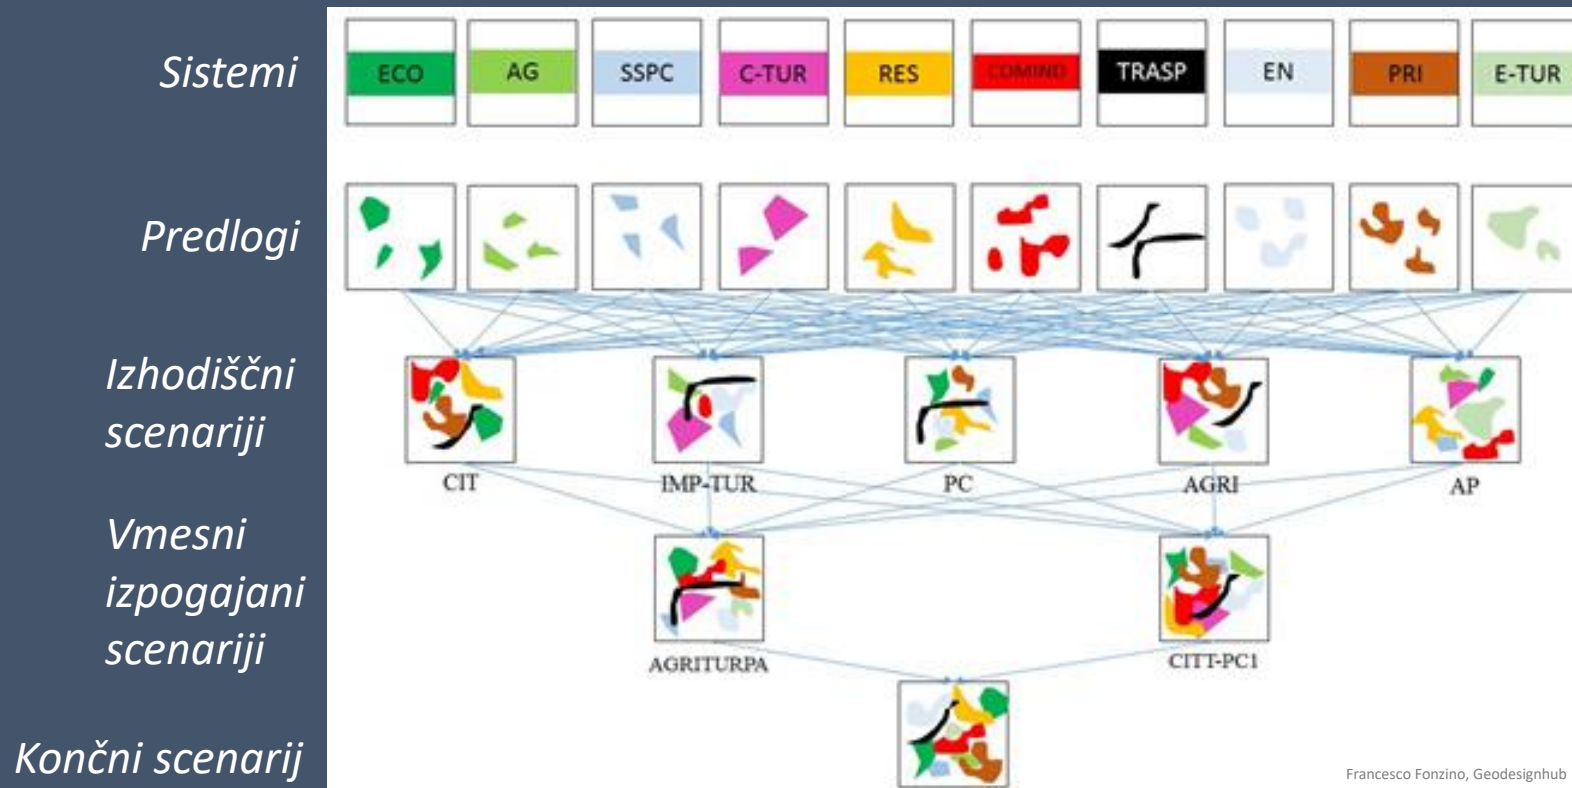 Sistemi
ECO AG SSPC C-TUR RES COMIND TRASP EN PRI E-TUR
Predlogi
Izhodiščni
scenariji
CIT IMP-TUR PC AGRI AP
Vmesni
izpogajani
scenariji
AGRITURPA CITT-PC1
Končni scenarij
Francesco Fonzino, Geodesignhub